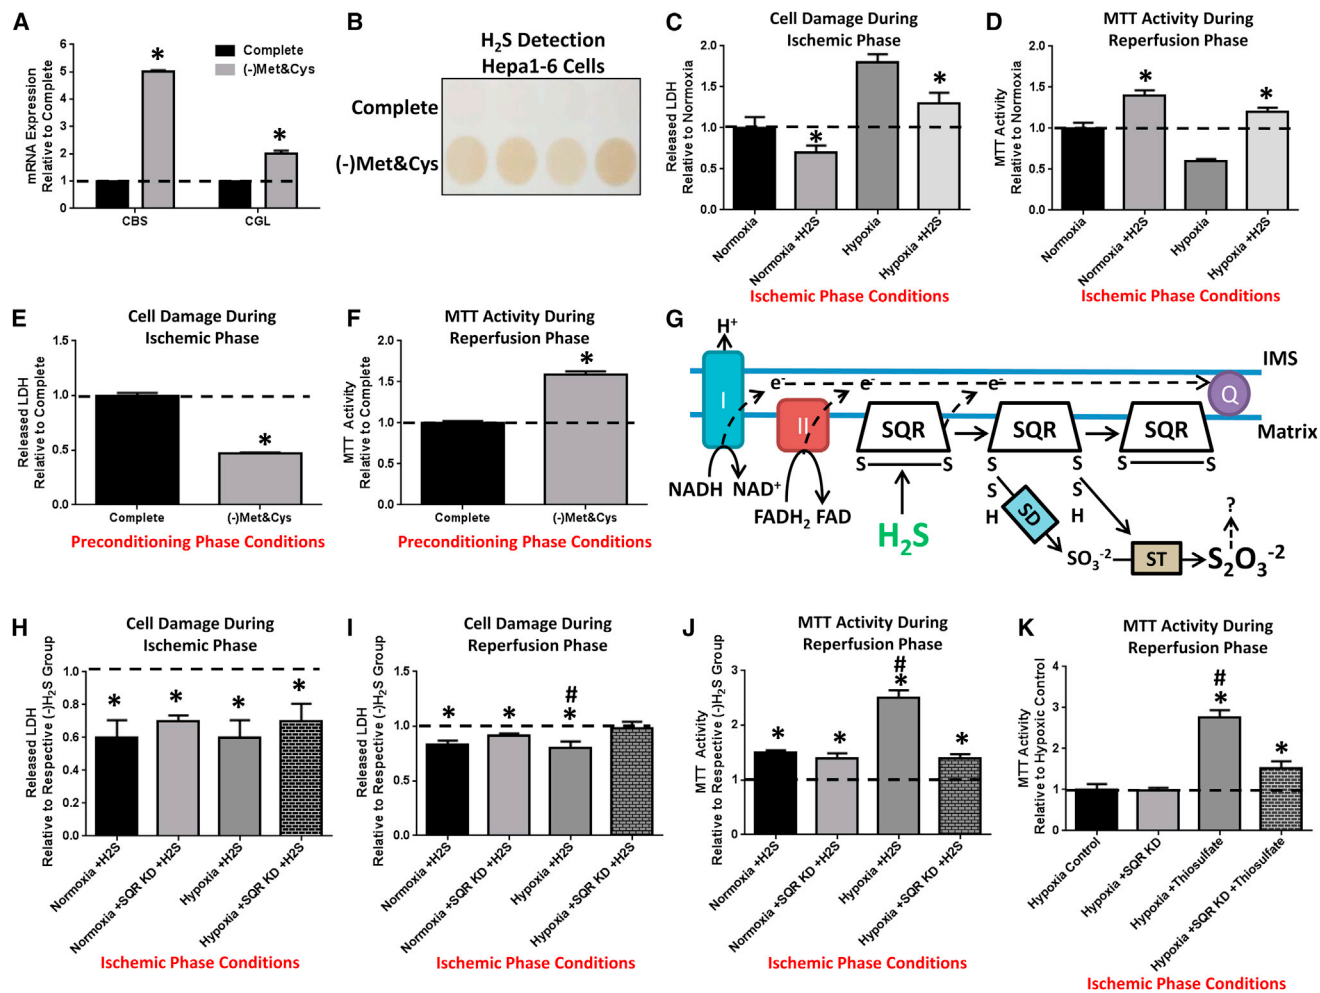 A
mRNA Expression
Relative to Complete
6
5
4
3
2
1
0
*
*
Complete
(-)Met&Cys
CBS
CGL
B
H2S Detection
Hepa1-6 Cells
Complete
(-)Met&Cys
C
Cell Damage During
Ischemic Phase
Released LDH
Relative to Normoxia
2.0
1.5
1.0
0.5
0.0
*
*
Normoxia
Normoxia +H2S
Hypoxia
Hypoxia +H2S
Ischemic Phase Conditions
D
MTT Activity During
Reperfusion Phase
MTT Activity
Relative to Normoxia
2.0
1.5
1.0
0.5
0.0
*
*
Normoxia
Normoxia +H2S
Hypoxia
Hypoxia +H2S
Ischemic Phase Conditions
E
Cell Damage During
Ischemic Phase
Released LDH
Relative to Complete
1.5
1.0
0.5
0.0
*
Complete
(-)Met&Cys
Preconditioning Phase Conditions
F
MTT Activity During
Reperfusion Phase
MTT Activity
Relative to Complete
2.0
1.5
1.0
0.5
0.0
*
Complete
(-)Met&Cys
Preconditioning Phase Conditions
G
H+
IMS
e-
e-
e-
Q
I
II
SQR
SQR
SQR
Matrix
S S
S S
S S
NADH NAD+
FADH2 FAD
H2S
S
H
S
H
SD
SO3-2
ST
S2O3-2
?
H
Cell Damage During
Ischemic Phase
Released LDH
Relative to Respective (-)H2S Group
1.0
0.8
0.6
0.4
0.2
0.0
*
*
*
*
Normoxia +H2S
Normoxia +SQR KD +H2S
Hypoxia +H2S
Hypoxia +SQR KD +H2S
Ischemic Phase Conditions
I
Cell Damage During
Reperfusion Phase
Released LDH
Relative to Respective (-)H2S Group
1.5
1.0
0.5
0.0
*
*
#
*
Normoxia +H2S
Normoxia +SQR KD +H2S
Hypoxia +H2S
Hypoxia +SQR KD +H2S
Ischemic Phase Conditions
J
MTT Activity During
Reperfusion Phase
MTT Activity
Relative to Respective (-)H2S Group
3
2
1
0
*
*
#
*
*
Normoxia +H2S
Normoxia +SQR KD +H2S
Hypoxia +H2S
Hypoxia +SQR KD +H2S
Ischemic Phase Conditions
K
MTT Activity During
Reperfusion Phase
MTT Activity
Relative to Hypoxic Control
4
3
2
1
0
#
*
*
Hypoxia Control
Hypoxia +SQR KD
Hypoxia +Thiosulfate
Hypoxia +SQR KD +Thiosulfate
Ischemic Phase Conditions